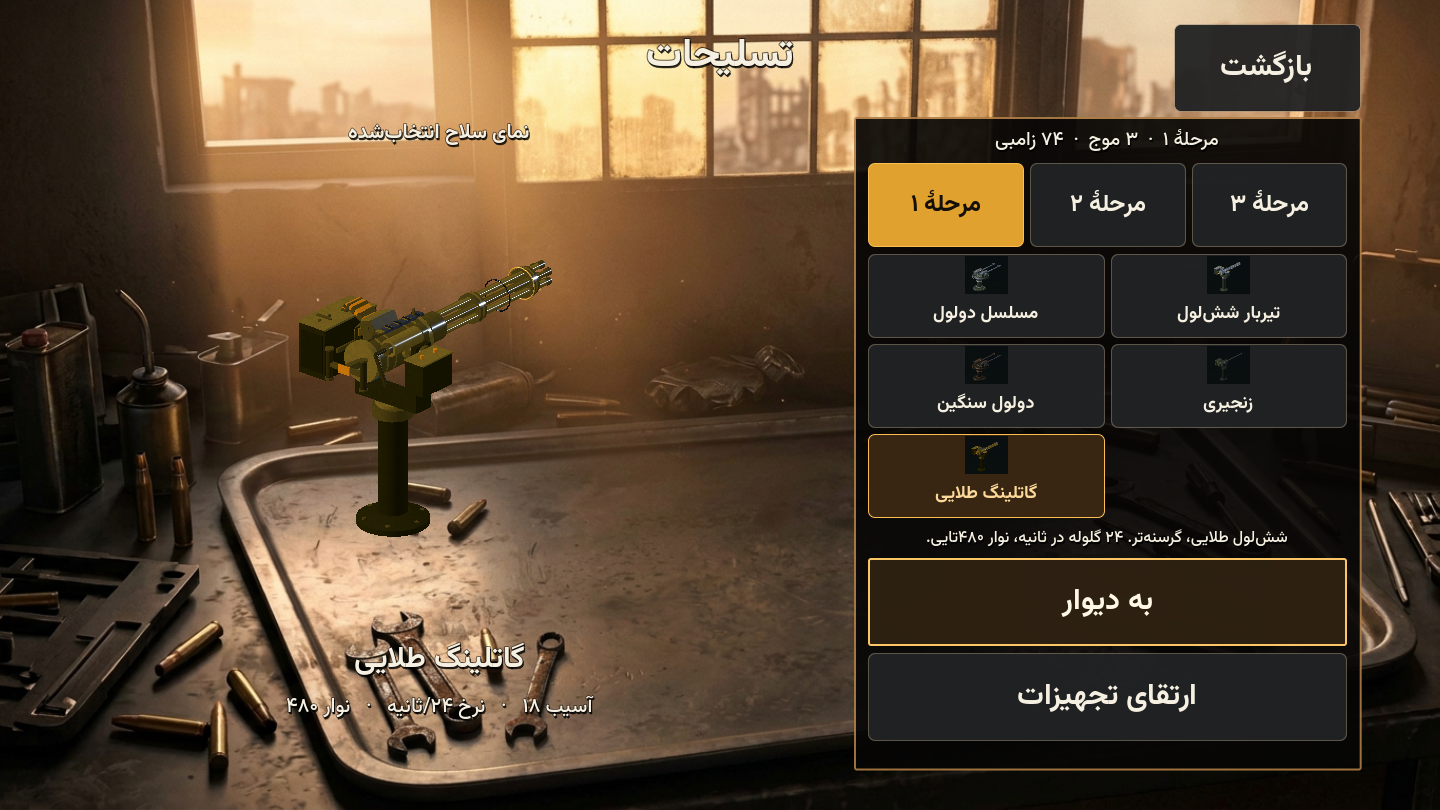 تسلیحات
بازگشت
نمای سلاح انتخاب‌شده
مرحلهٔ ۱ · ۳ موج · ۷۴ زامبی
مرحلهٔ ۳
مرحلهٔ ۲
مرحلهٔ ۱
تیربار شش‌لول
مسلسل دولول
زنجیری
دولول سنگین
گاتلینگ طلایی
شش‌لول طلایی، گرسنه‌تر. ۲۴ گلوله در ثانیه، نوار ۴۸۰تایی.
به دیوار
ارتقای تجهیزات
گاتلینگ طلایی
آسیب ۱۸ · نرخ ۲۴/ثانیه · نوار ۴۸۰